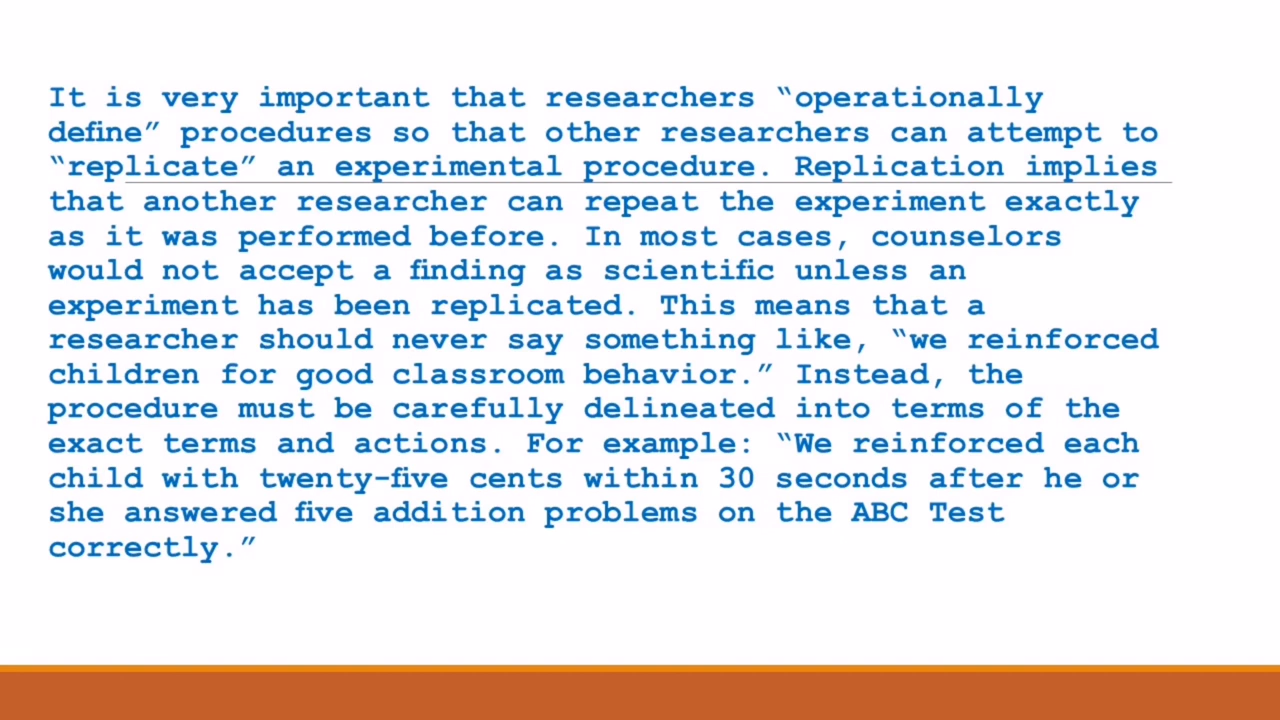 It is very important that researchers “operationally
define” procedures so that other researchers can attempt to
“replicate” an experimental procedure. Replication implies
that another researcher can repeat the experiment exactly
as it was performed before. In most cases, counselors
would not accept a finding as scientific unless an
experiment has been replicated. This means that a
researcher should never say something like, “we reinforced
children for good classroom behavior.” Instead, the
procedure must be carefully delineated into terms of the
exact terms and actions. For example: “We reinforced each
child with twenty-five cents within 30 seconds after he or
she answered five addition problems on the ABC Test
correctly.”